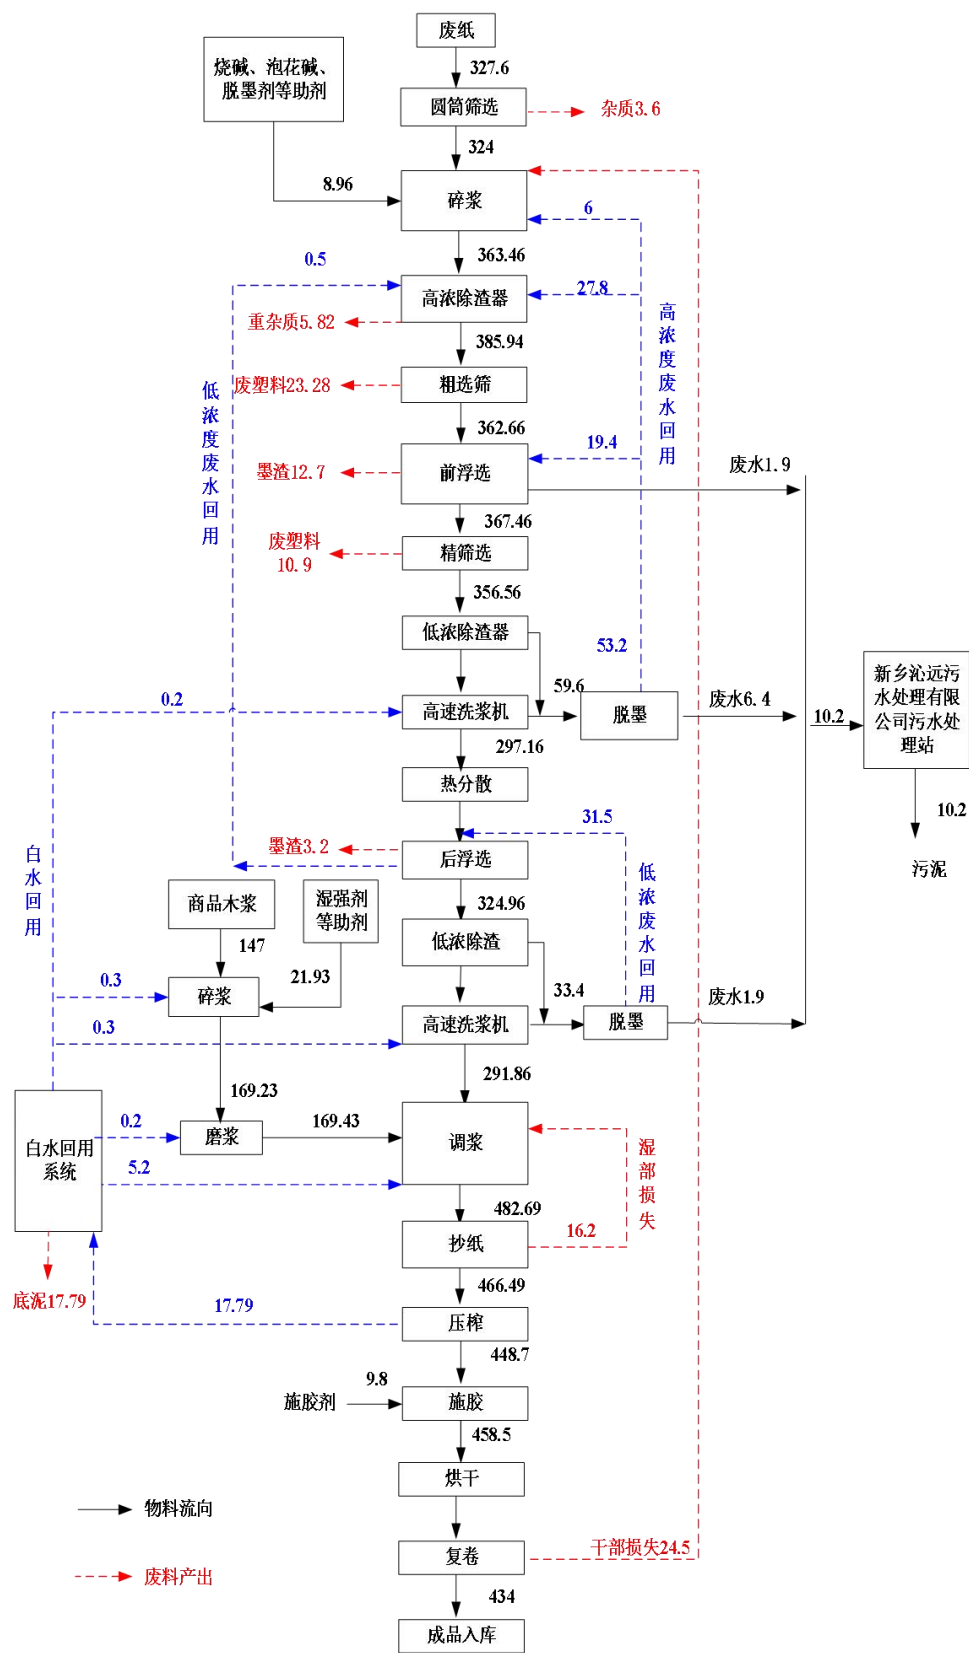 废纸
327.6
烧碱、泡花碱、
脱墨剂等助剂
圆筒筛选
杂质3.6
324
8.96
碎浆
6
363.46
0.5
高浓除渣器
27.8
重杂质5.82
385.94
高浓度废水回用
废塑料23.28
粗选筛
低浓度废水回用
362.66
19.4
墨渣12.7
前浮选
废水1.9
367.46
废塑料
10.9
精筛选
356.56
低浓除渣器
53.2
59.6
0.2
高速洗浆机
脱墨
废水6.4
10.2
新乡沁远污
水处理有限
公司污水处
理站
297.16
热分散
10.2
31.5
墨渣3.2
后浮选
污泥
白水回用
低浓废水回用
商品木浆
湿强剂
等助剂
324.96
147
低浓除渣
21.93
0.3
碎浆
33.4
废水1.9
0.3
高速洗浆机
脱墨
291.86
169.23
白水回用
系统
0.2
磨浆
169.43
调浆
湿部损失
5.2
482.69
抄纸
16.2
466.49
底泥17.79
17.79
压榨
448.7
9.8
施胶剂
施胶
458.5
烘干
物料流向
复卷
干部损失24.5
废料产出
434
成品入库